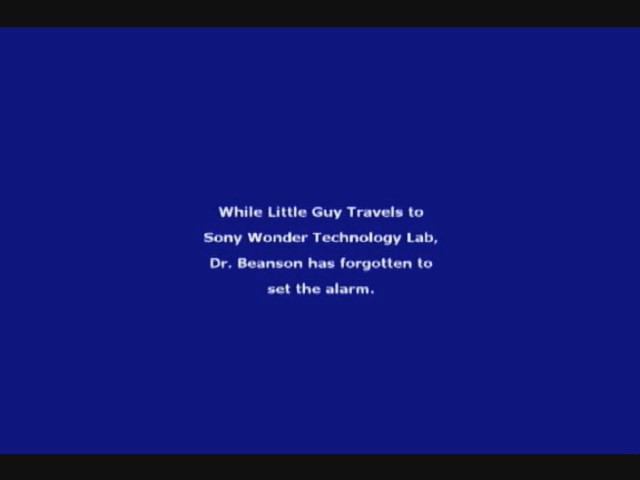 While Little Guy Travels to
Sony Wonder Technology Lab,
Dr. Beanson has forgotten to
set the alarm.